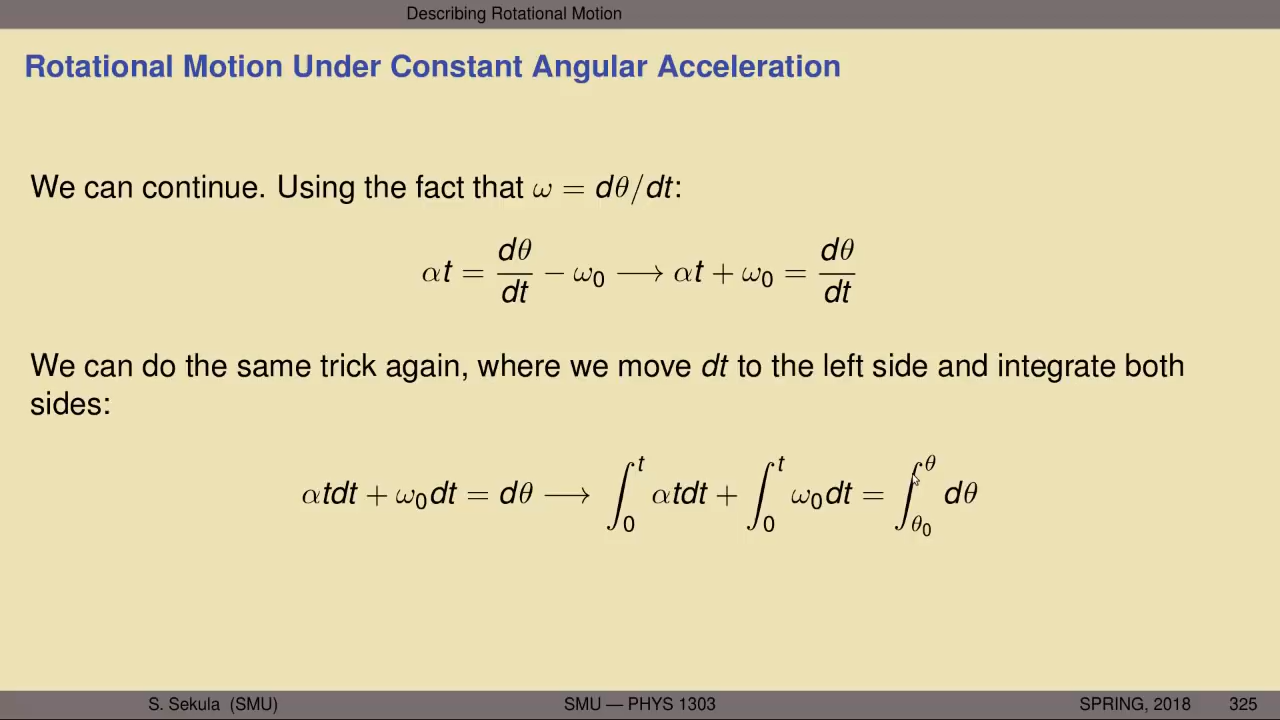 Describing Rotational Motion
Rotational Motion Under Constant Angular Acceleration
We can continue. Using the fact that ω = dθ/dt:
αt = dθ/dt − ω₀ ⟶ αt + ω₀ = dθ/dt
We can do the same trick again, where we move dt to the left side and integrate both
sides:
αtdt + ω₀dt = dθ ⟶ ∫₀ᵗ αtdt + ∫₀ᵗ ω₀dt = ∫_θ₀^θ dθ
S. Sekula (SMU) SMU — PHYS 1303 SPRING, 2018 325